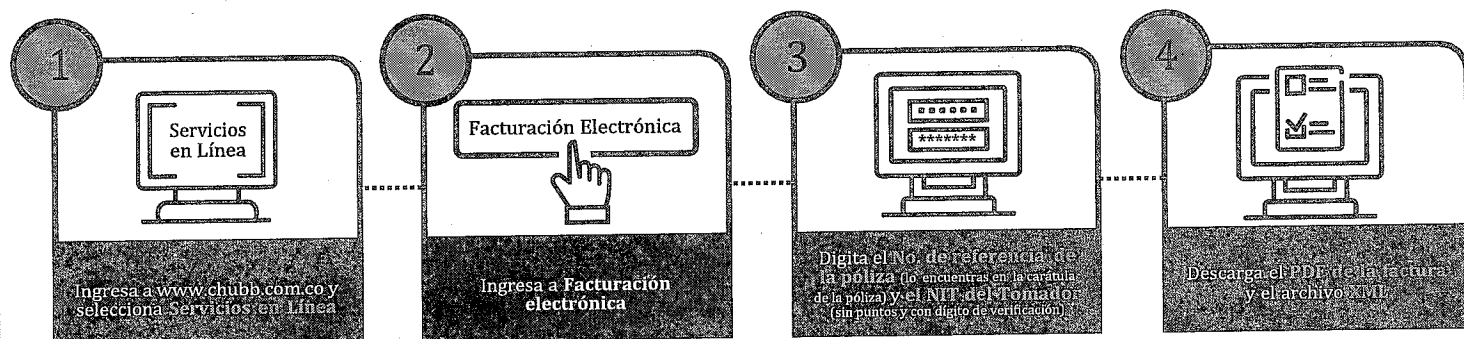 1
Servicios
en Línea
Ingresa a www.chubb.com.co y
selecciona Servicios en Línea
2
Facturación Electrónica
Ingresa a Facturación
electrónica
3
*******
Digita el No. de referencia de
la póliza (lo encuentras en la carátula
de la póliza) y el NIT del Tomador
(sin puntos y con dígito de verificación)
4
Descarga el PDF de la factura
y el archivo XML